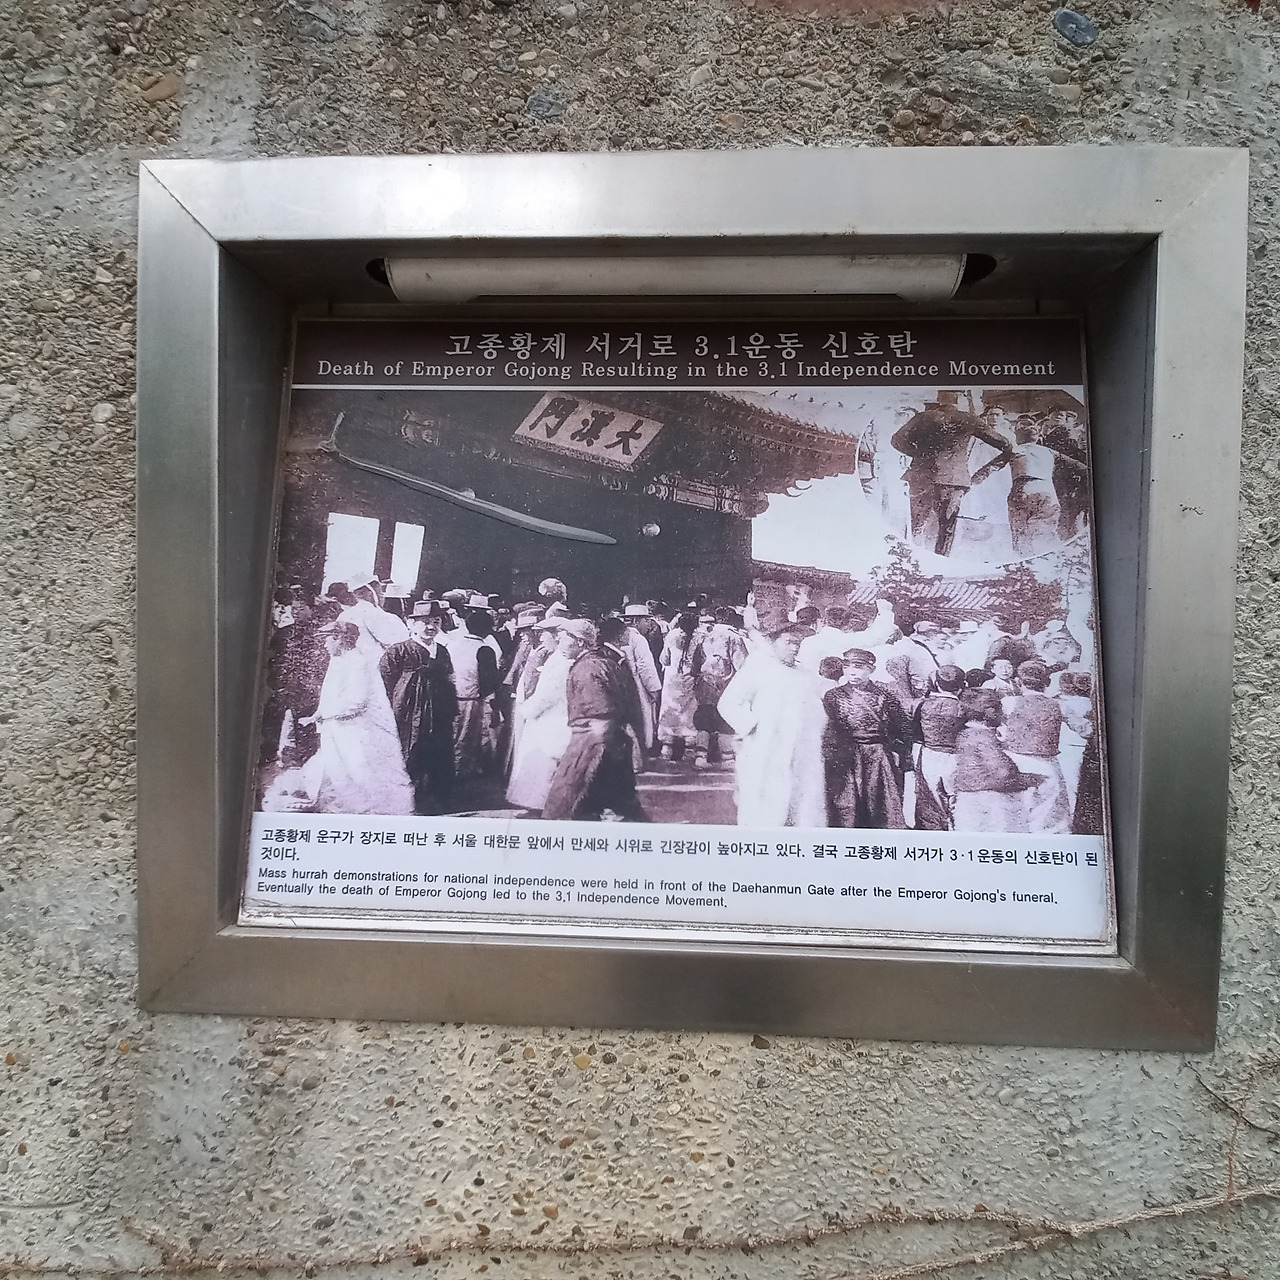 고종황제 서거로 3.1운동 신호탄
Death of Emperor Gojong Resulting in the 3.1 Independence Movement
門漢大
고종황제 운구가 장지로 떠난 후 서울 대한문 앞에서 만세와 시위로 긴장감이 높아지고 있다. 결국 고종황제 서거가 3·1운동의 신호탄이 된
것이다.
Mass hurrah demonstrations for national independence were held in front of the Daehanmun Gate after the Emperor Gojong's funeral.
Eventually the death of Emperor Gojong led to the 3.1 Independence Movement.